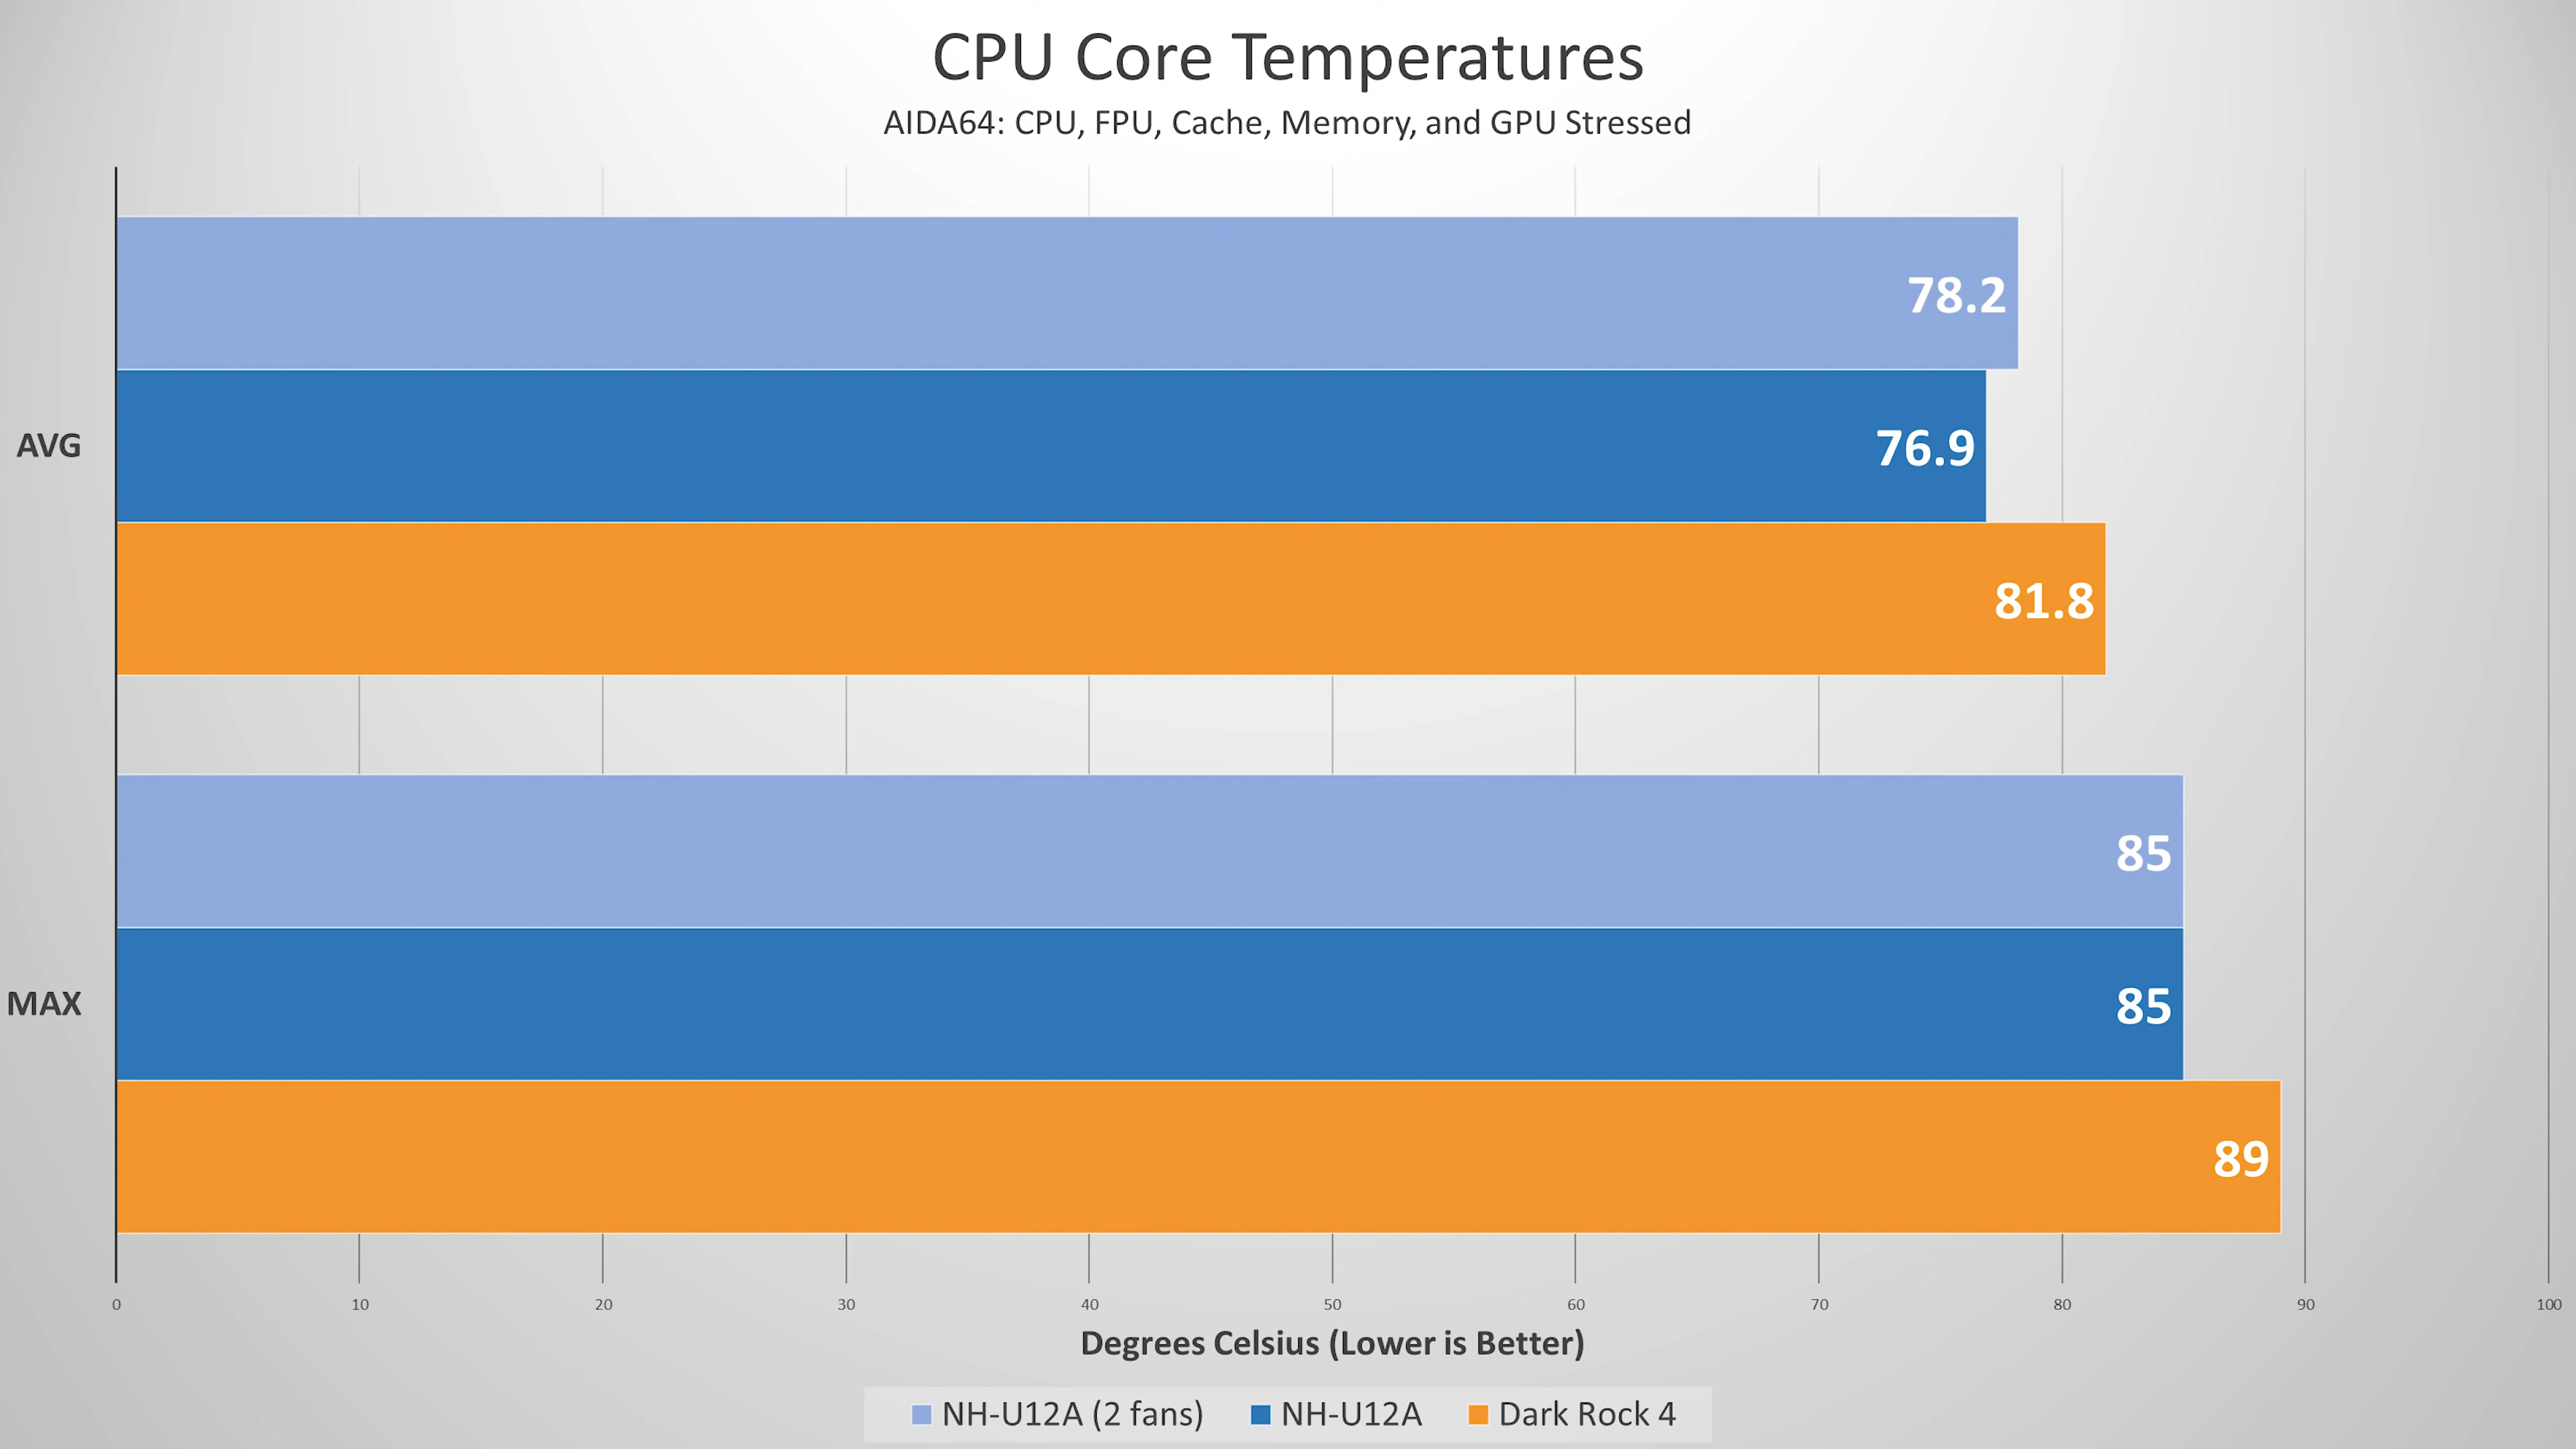 CPU Core Temperatures
AIDA64: CPU, FPU, Cache, Memory, and GPU Stressed
78.2
AVG
76.9
81.8
85
MAX
85
89
0 10 20 30 40 50 60 70 80 90 100
Degrees Celsius (Lower is Better)
NH-U12A (2 fans) NH-U12A Dark Rock 4